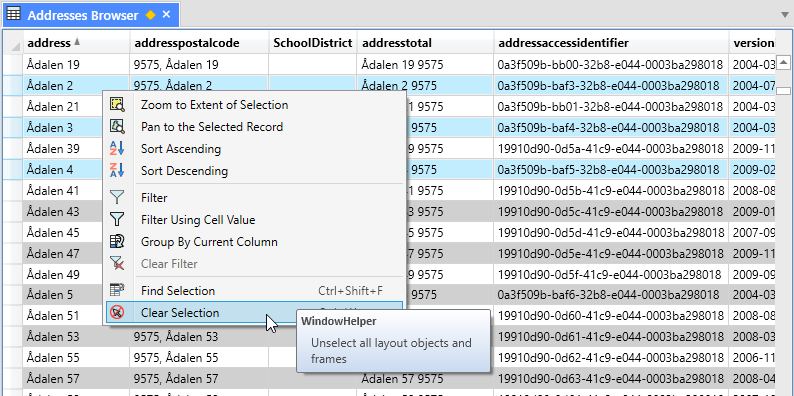 Addresses Browser
address addresspostalcode SchoolDistrict addresstotal addressaccessidentifier version
Ådalen 19 9575, Ådalen 19 Ådalen 19 9575 0a3f509b-bb00-32b8-e044-0003ba298018 2004-03
Ådalen 2 9575, Ådalen 2 Ådalen 2 9575 0a3f509b-baf3-32b8-e044-0003ba298018 2004-07
Ådalen 21 Zoom to Extent of Selection 9575 0a3f509b-bb01-32b8-e044-0003ba298018 2004-03
Ådalen 3 Pan to the Selected Record 9575 0a3f509b-baf4-32b8-e044-0003ba298018 2004-03
Ådalen 39 Sort Ascending 9575 19910d90-0d5a-41c9-e044-0003ba298018 2009-11
Ådalen 4 Sort Descending 9575 0a3f509b-baf5-32b8-e044-0003ba298018 2009-02
Ådalen 41 Filter 9575 19910d90-0d5b-41c9-e044-0003ba298018 2008-08
Ådalen 43 Filter Using Cell Value 9575 19910d90-0d5c-41c9-e044-0003ba298018 2009-01
Ådalen 45 Group By Current Column 9575 19910d90-0d5d-41c9-e044-0003ba298018 2007-09
Ådalen 47 Clear Filter 9575 19910d90-0d5e-41c9-e044-0003ba298018 2009-11
Ådalen 49 9575 19910d90-0d5f-41c9-e044-0003ba298018 2009-02
Ådalen 5 Find Selection Ctrl+Shift+F 9575 0a3f509b-baf6-32b8-e044-0003ba298018 2004-03
Ådalen 51 Clear Selection 19910d90-0d60-41c9-e044-0003ba298018 2008-08
Ådalen 53 9575, Ådalen 53 WindowHelper 19910d90-0d61-41c9-e044-0003ba298018 2008-03
Ådalen 55 9575, Ådalen 55 Unselect all layout objects and 19910d90-0d62-41c9-e044-0003ba298018 2006-11
frames
Ådalen 57 9575, Ådalen 57 Ådalen 57 9575 19910d90-0d63-41c9-e044-0003ba298018 2008-03